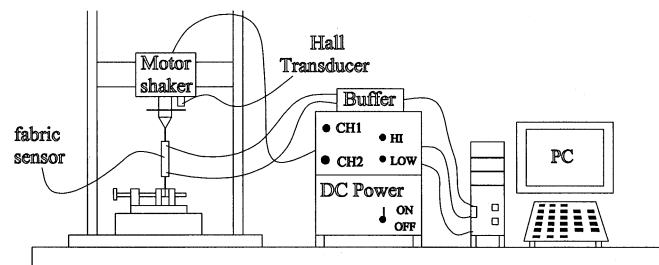 Motor
shaker
Hall
Transducer
fabric
sensor
Buffer
CH1
HI
CH2
LOW
DC Power
ON
OFF
PC